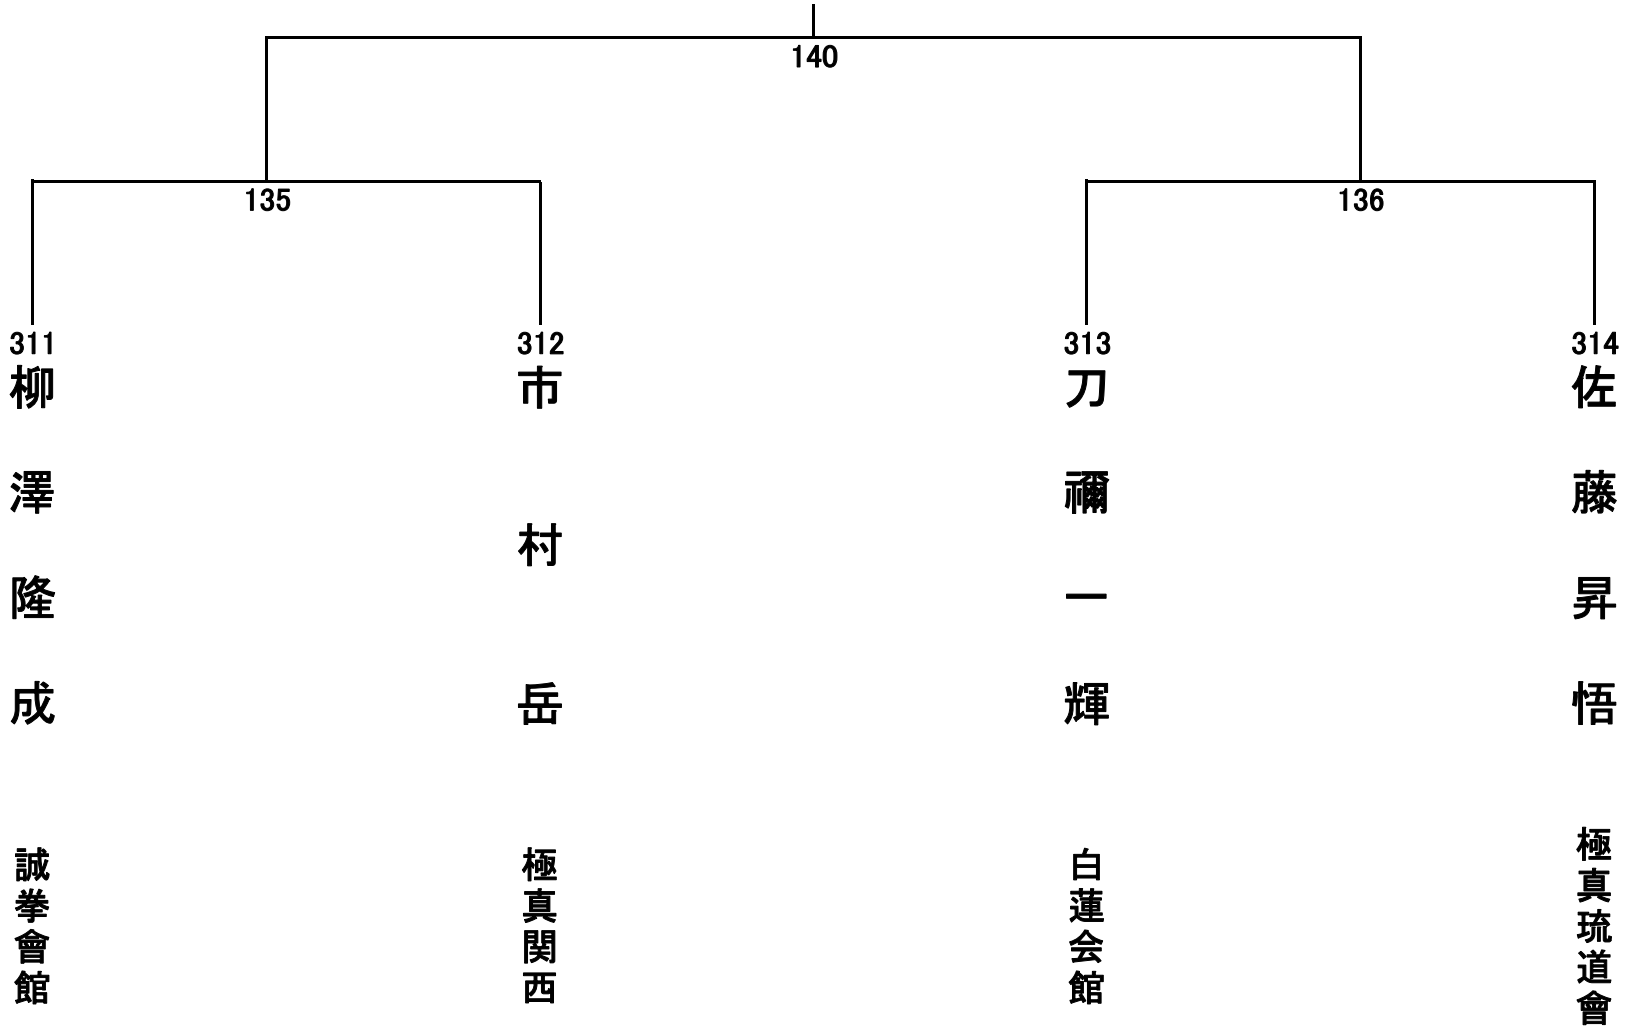 140
135
136
311
柳澤隆成
誠拳會館
312
市村岳
極真関西
313
刀禰一輝
白蓮会館
314
佐藤昇悟
極真琉道會